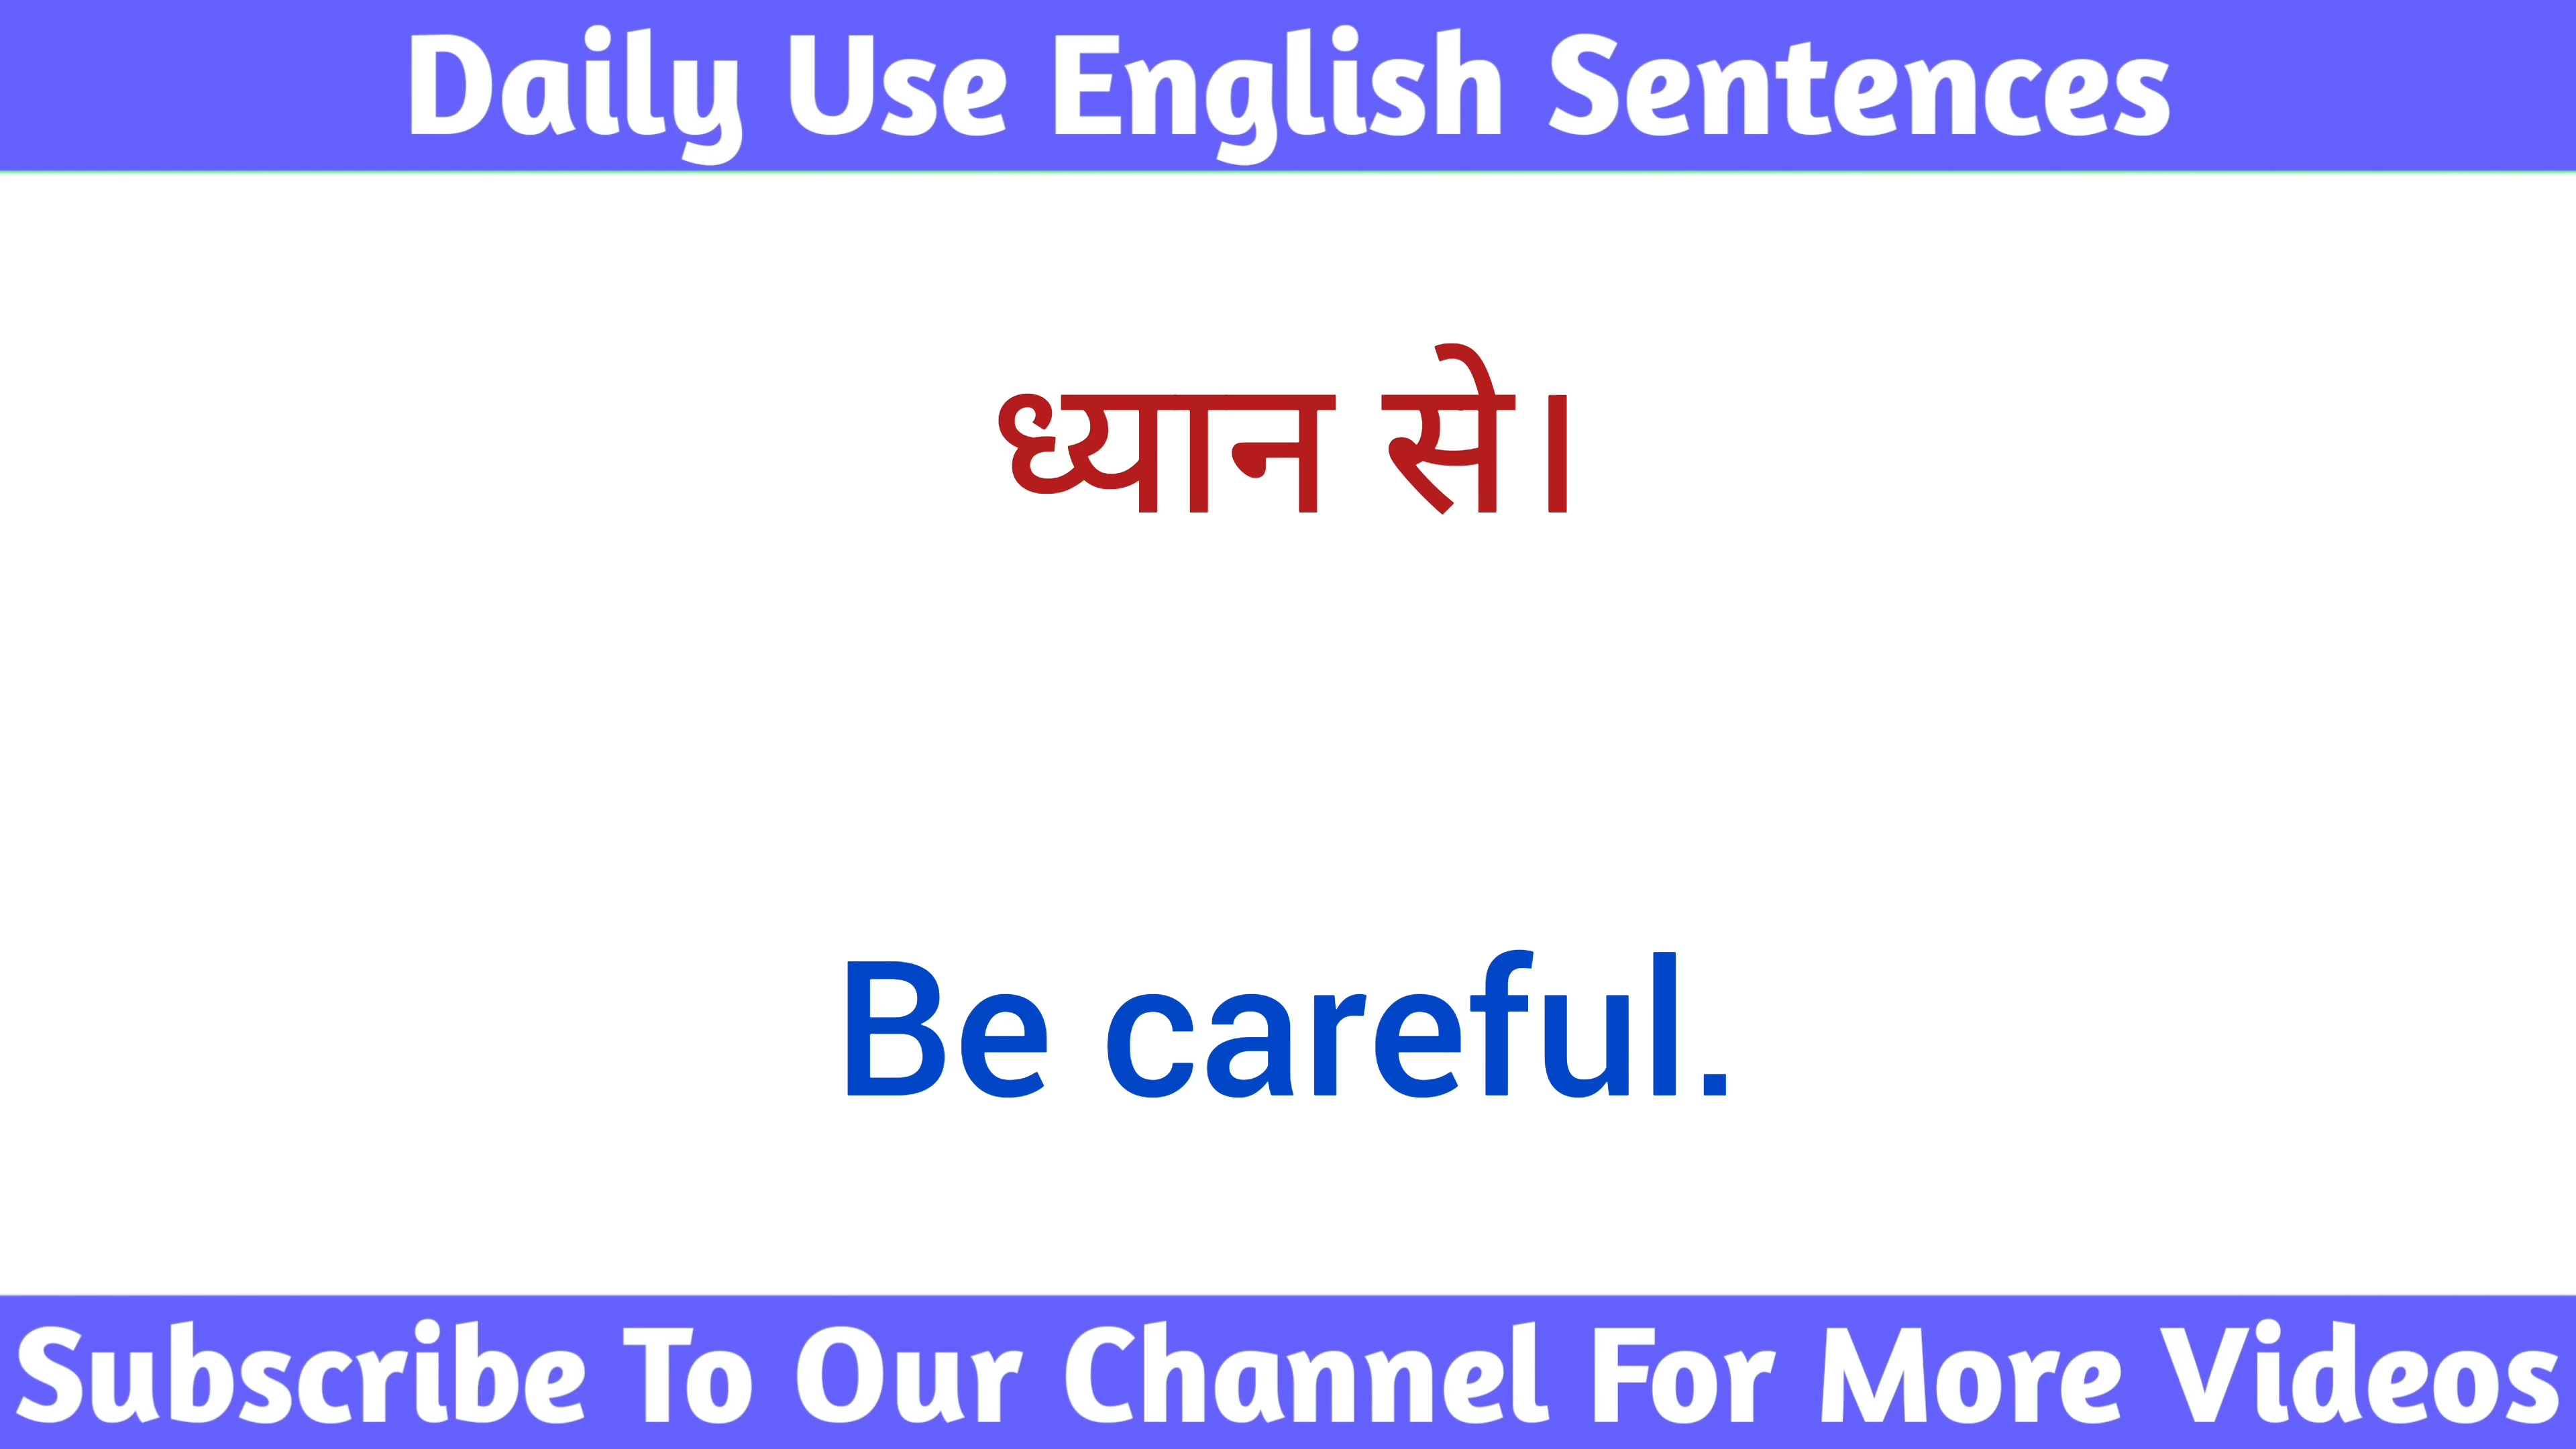 Daily Use English Sentences
ध्यान से।
Be careful.
Subscribe To Our Channel For More Videos